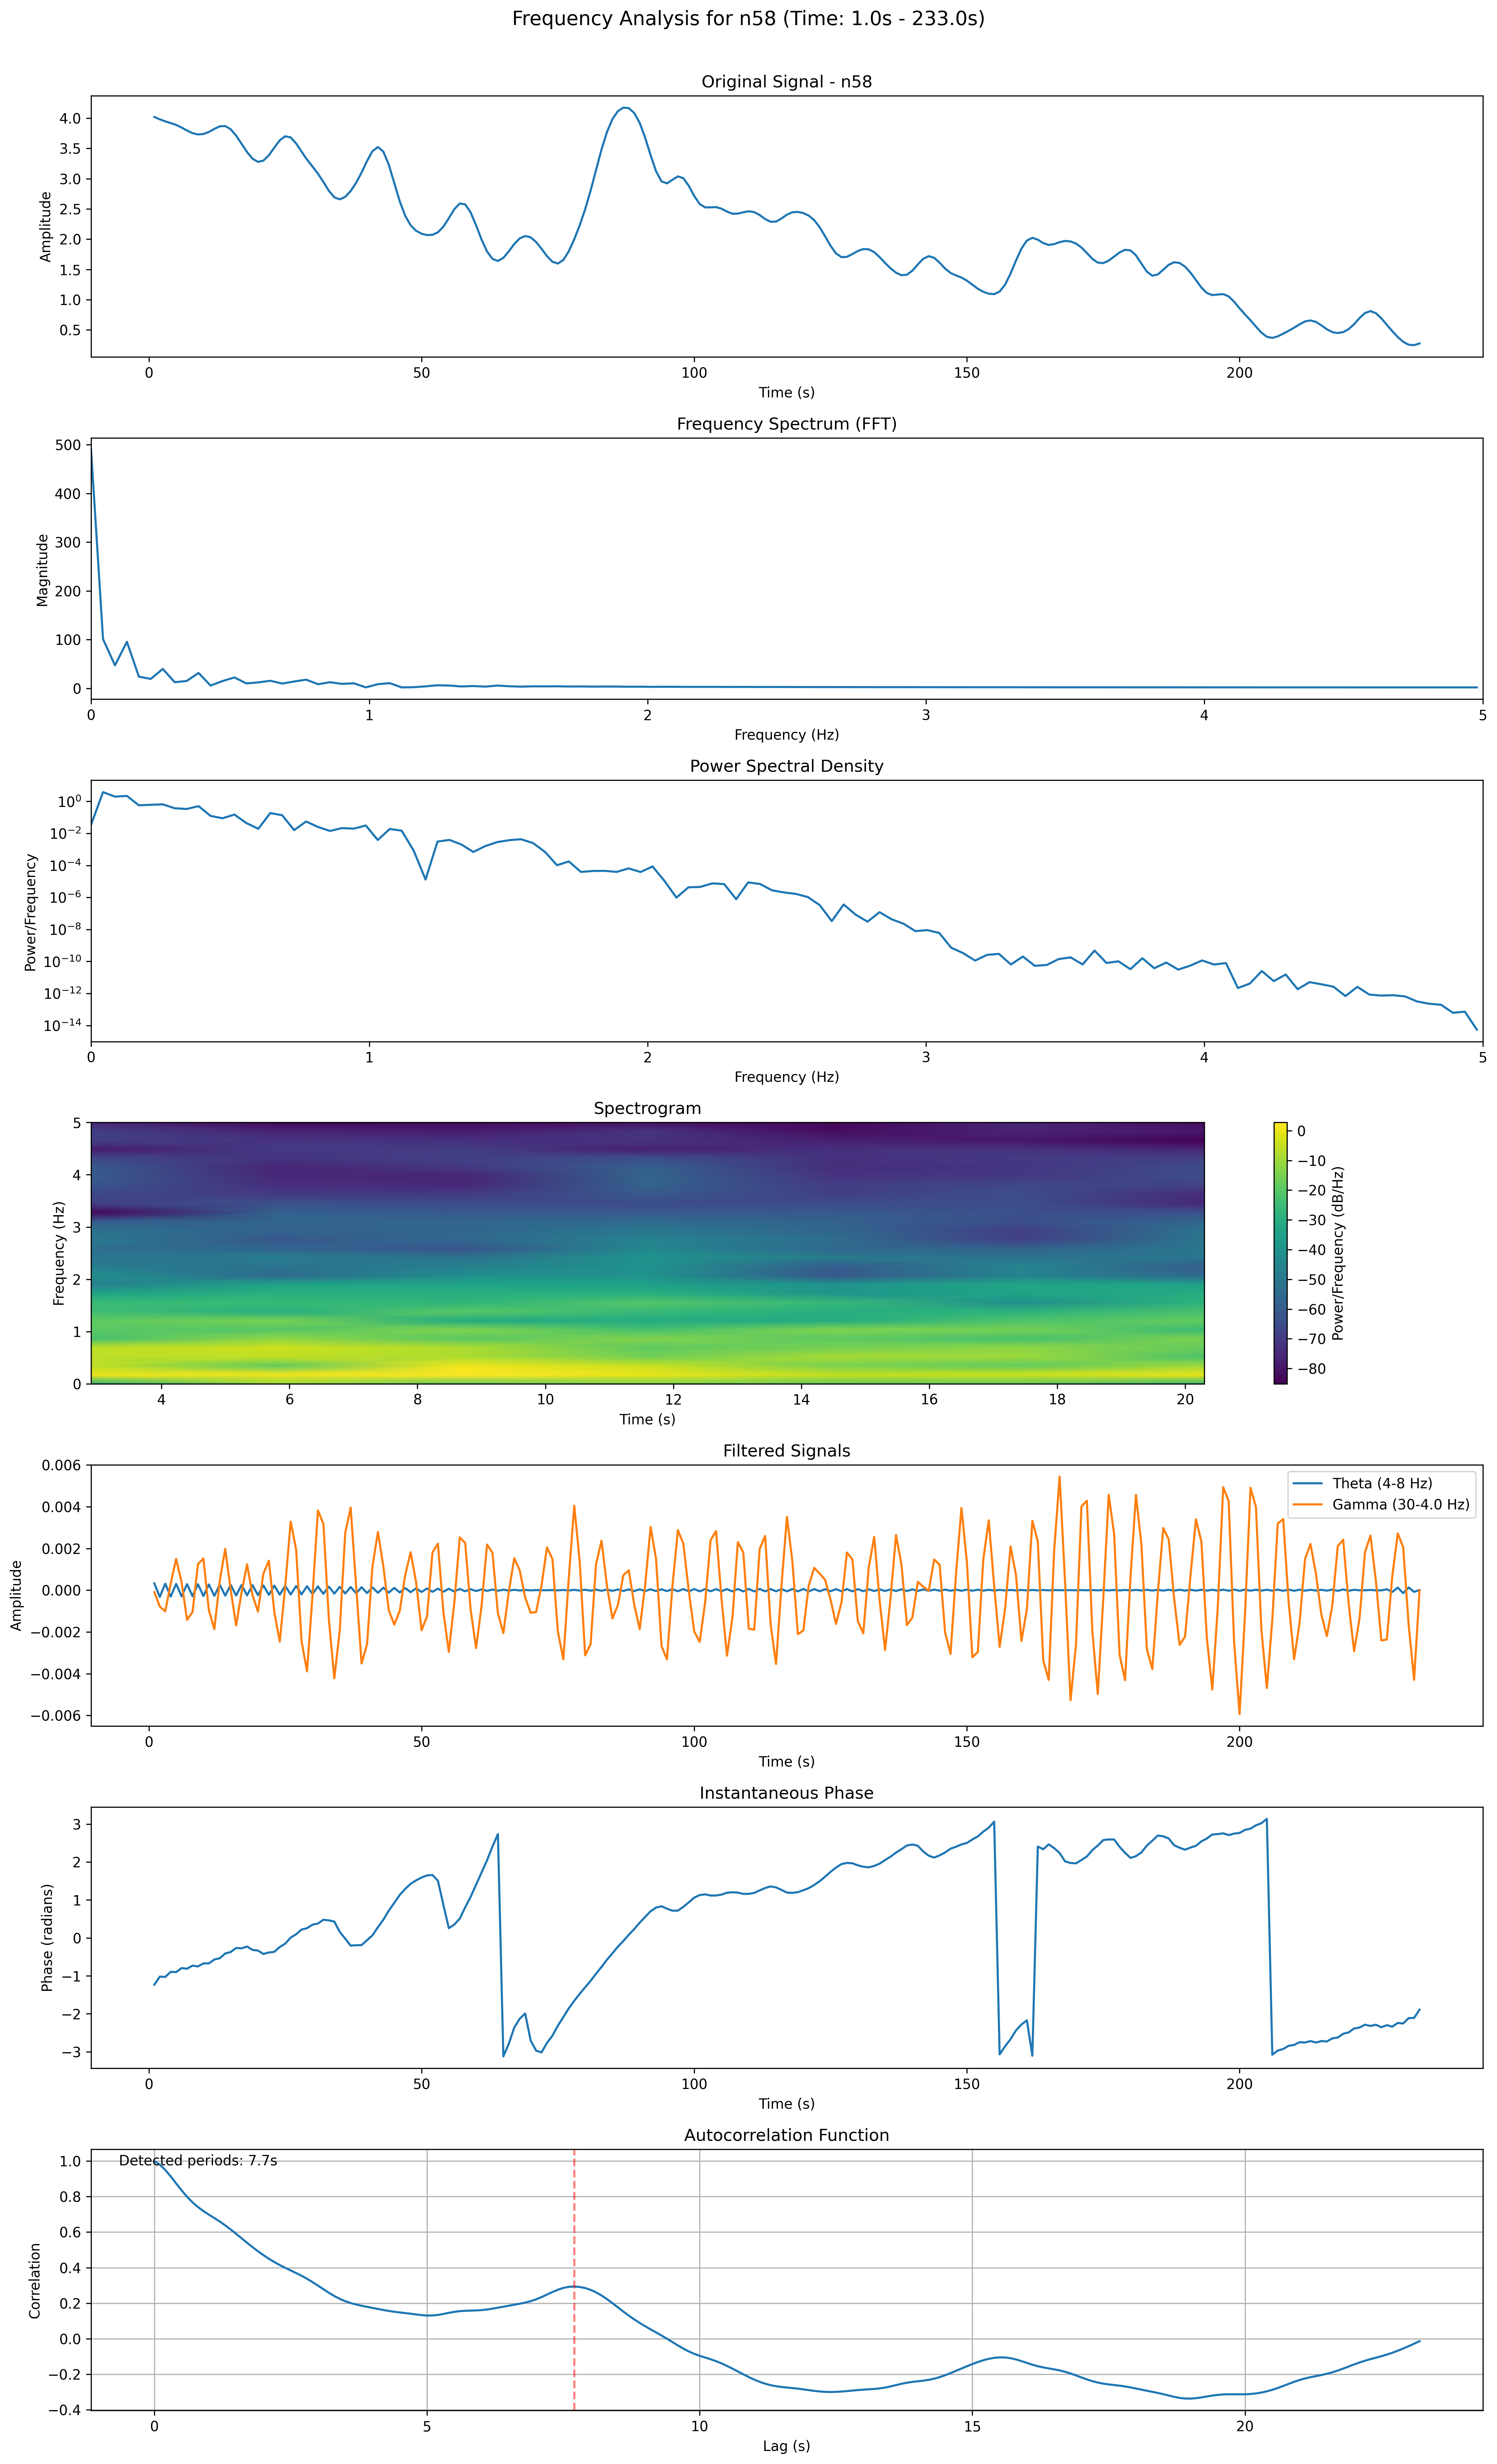 Frequency Analysis for n58 (Time: 1.0s - 233.0s)
Original Signal - n58
Amplitude
4.0
3.5
3.0
2.5
2.0
1.5
1.0
0.5
0 50 100 150 200
Time (s)
Frequency Spectrum (FFT)
Magnitude
500
400
300
200
100
0
0 1 2 3 4 5
Frequency (Hz)
Power Spectral Density
Power/Frequency
10⁰
10⁻²
10⁻⁴
10⁻⁶
10⁻⁸
10⁻¹⁰
10⁻¹²
10⁻¹⁴
0 1 2 3 4 5
Frequency (Hz)
Spectrogram
Frequency (Hz)
5
4
3
2
1
0
4 6 8 10 12 14 16 18 20
Time (s)
0
−10
−20
−30
−40
−50
−60
−70
−80
Power/Frequency (dB/Hz)
Filtered Signals
Amplitude
0.006
0.004
0.002
0.000
−0.002
−0.004
−0.006
Theta (4-8 Hz)
Gamma (30-4.0 Hz)
0 50 100 150 200
Time (s)
Instantaneous Phase
Phase (radians)
3
2
1
0
−1
−2
−3
0 50 100 150 200
Time (s)
Autocorrelation Function
Detected periods: 7.7s
Correlation
1.0
0.8
0.6
0.4
0.2
0.0
−0.2
−0.4
0 5 10 15 20
Lag (s)